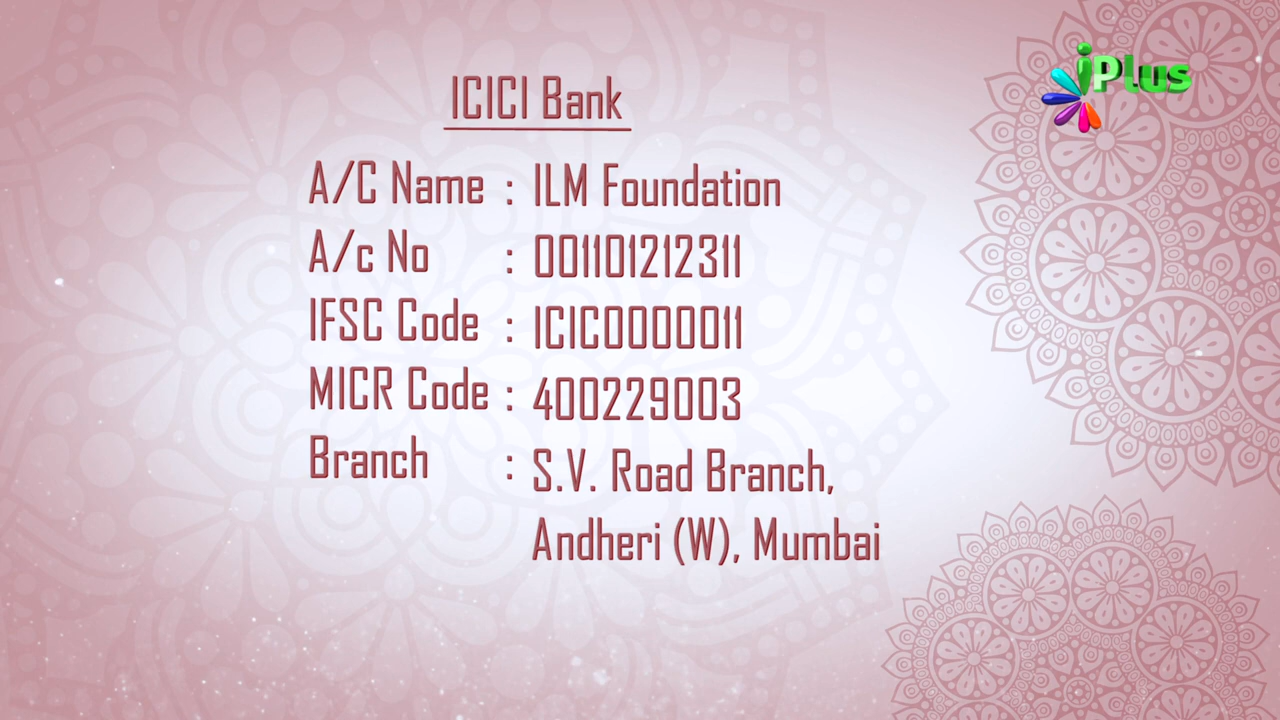 iPlus
ICICI Bank
A/C Name : ILM Foundation
A/c No : 001101212311
IFSC Code : ICIC0000011
MICR Code : 400229003
Branch : S.V. Road Branch,
Andheri (W), Mumbai